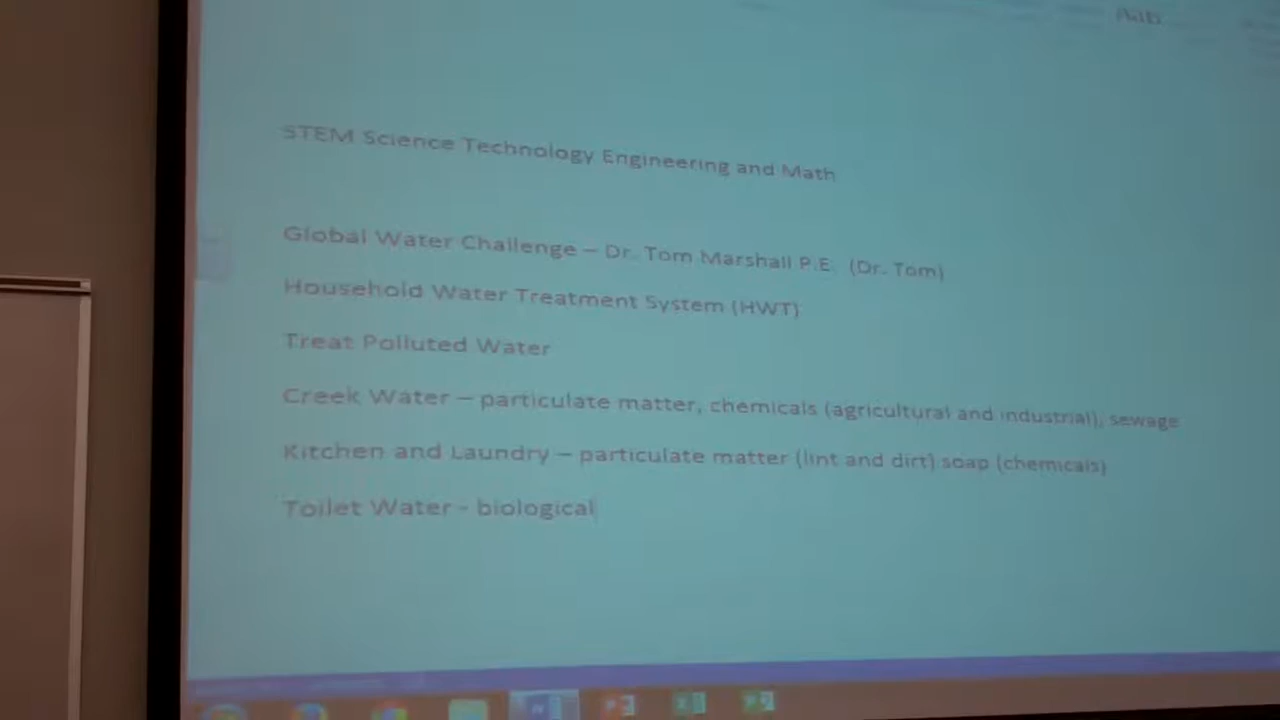 STEM Science Technology Engineering and Math
Global Water Challenge – Dr. Tom Marshall P.E. (Dr. Tom)
Household Water Treatment System (HWT)
Treat Polluted Water
Creek Water – particulate matter, chemicals (agricultural and industrial), sewage
Kitchen and Laundry – particulate matter (lint and dirt) soap (chemicals)
Toilet Water - biological